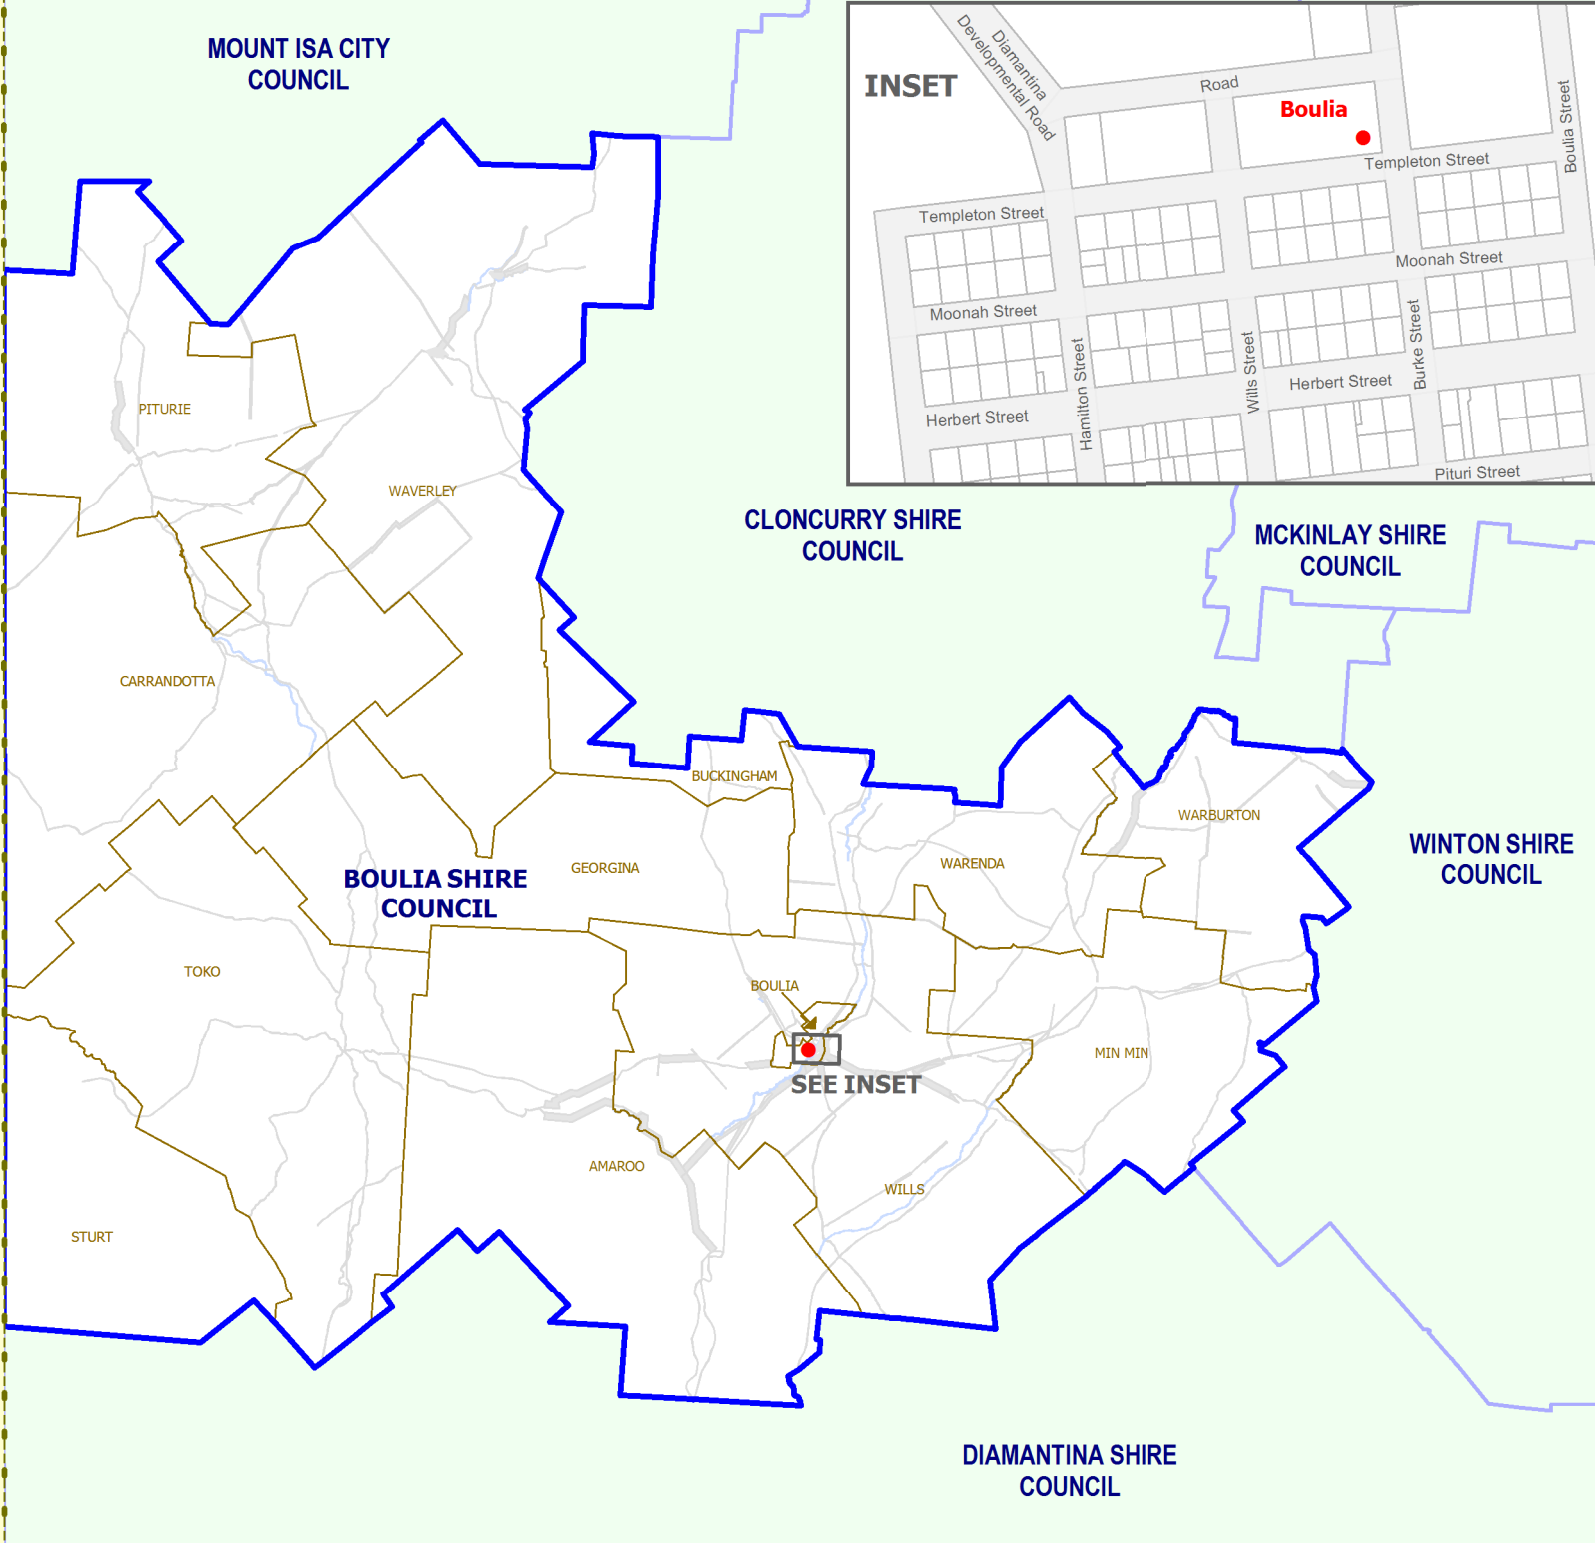 MOUNT ISA CITY
COUNCIL
INSET
Diamantina
Developmental Road
Road
Boulia
Boulia Street
Templeton Street
Templeton Street
Moonah Street
Moonah Street
Hamilton Street
Wills Street
Burke Street
Herbert Street
Herbert Street
Pituri Street
PITURIE
WAVERLEY
CLONCURRY SHIRE
COUNCIL
MCKINLAY SHIRE
COUNCIL
CARRANDOTTA
BUCKINGHAM
WARBURTON
WINTON SHIRE
COUNCIL
GEORGINA
WARENDA
BOULIA SHIRE
COUNCIL
TOKO
BOULIA
MIN MIN
SEE INSET
AMAROO
WILLS
STURT
DIAMANTINA SHIRE
COUNCIL